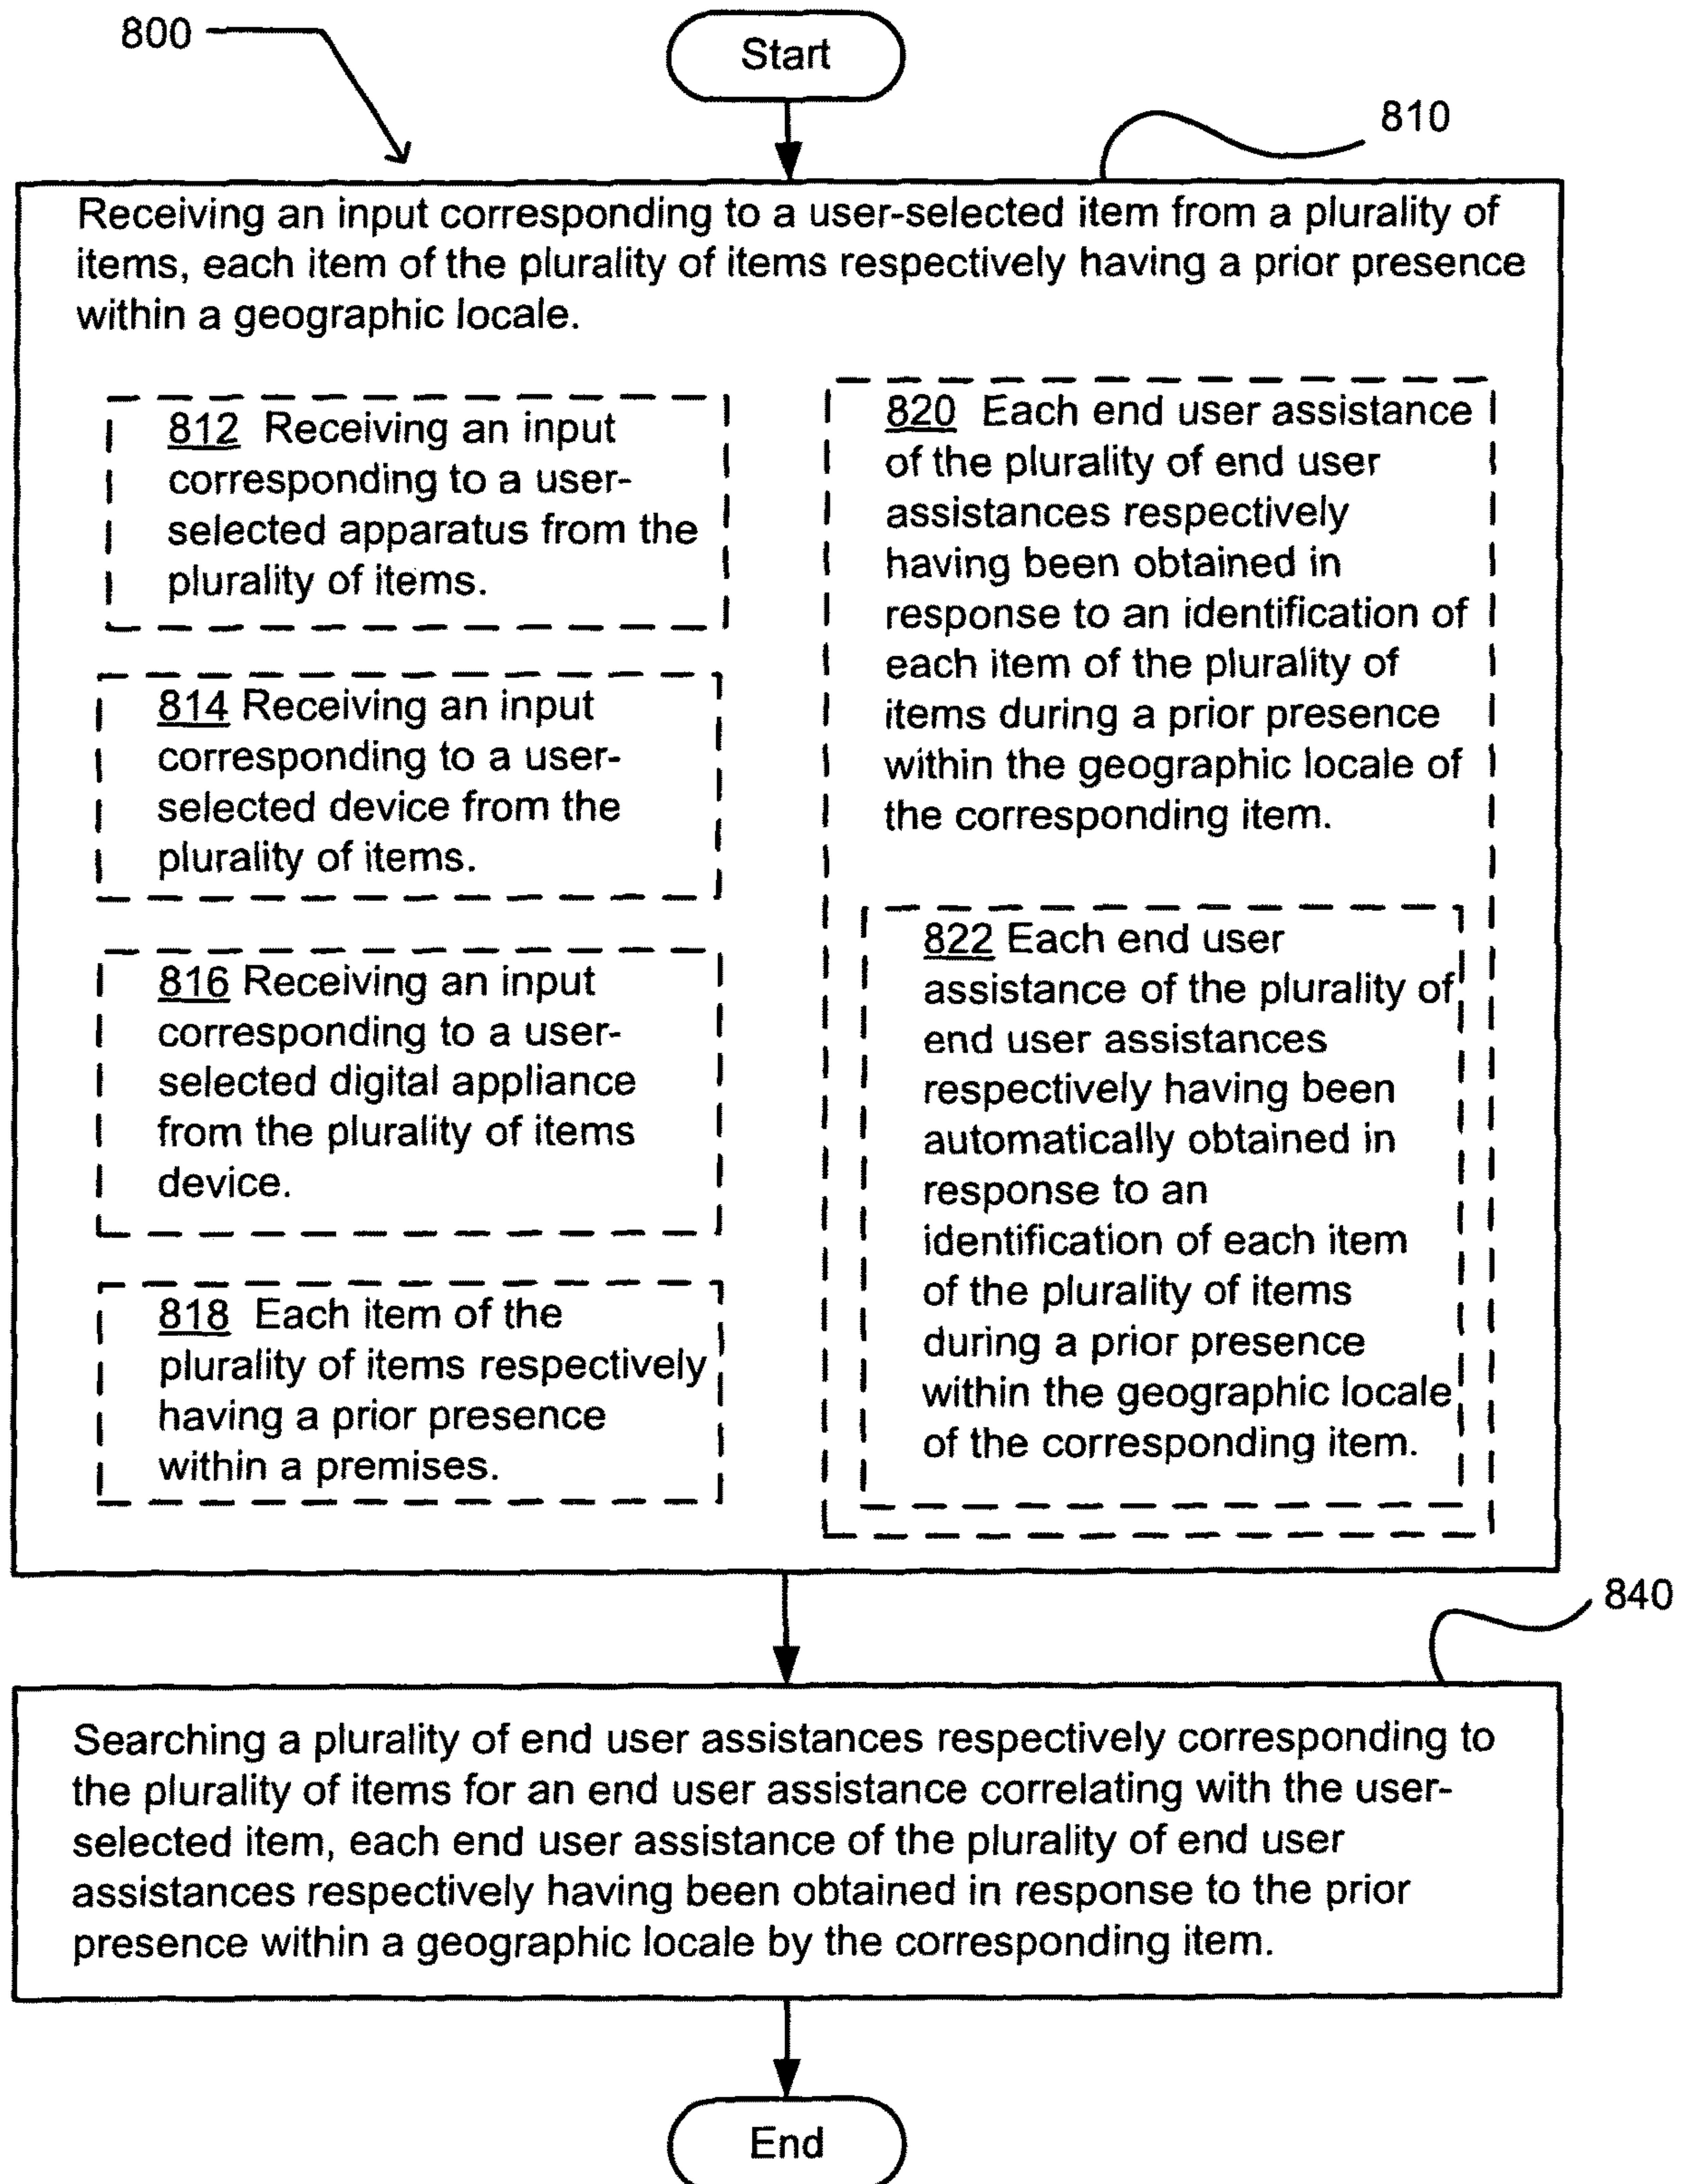 800
Start
810
Receiving an input corresponding to a user-selected item from a plurality of
items, each item of the plurality of items respectively having a prior presence
within a geographic locale.
812 Receiving an input
corresponding to a user-
selected apparatus from the
plurality of items.
814 Receiving an input
corresponding to a user-
selected device from the
plurality of items.
816 Receiving an input
corresponding to a user-
selected digital appliance
from the plurality of items
device.
818 Each item of the
plurality of items respectively
having a prior presence
within a premises.
820 Each end user assistance
of the plurality of end user
assistances respectively
having been obtained in
response to an identification of
each item of the plurality of
items during a prior presence
within the geographic locale of
the corresponding item.
822 Each end user
assistance of the plurality of
end user assistances
respectively having been
automatically obtained in
response to an
identification of each item
of the plurality of items
during a prior presence
within the geographic locale
of the corresponding item.
840
Searching a plurality of end user assistances respectively corresponding to
the plurality of items for an end user assistance correlating with the user-
selected item, each end user assistance of the plurality of end user
assistances respectively having been obtained in response to the prior
presence within a geographic locale by the corresponding item.
End